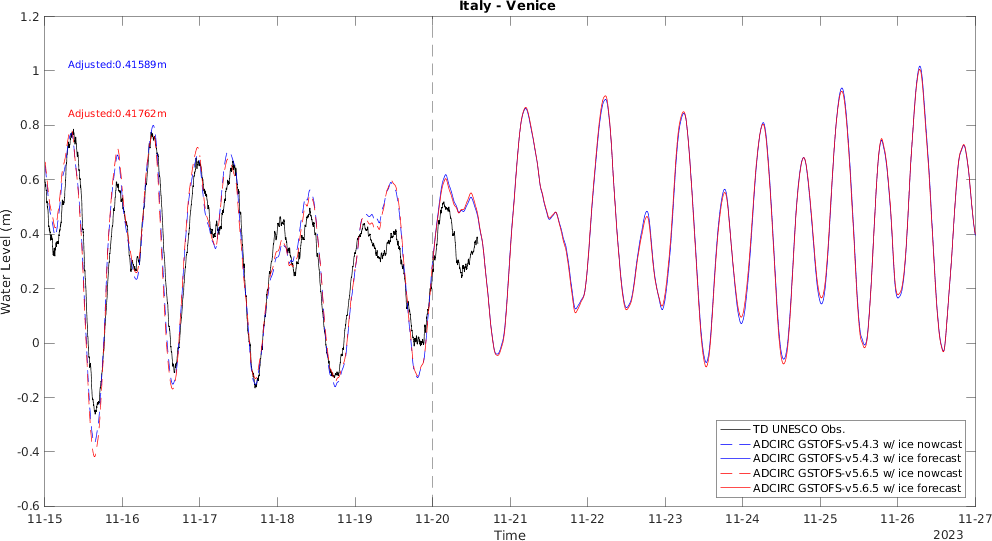 Italy - Venice
1.2
1
0.8
0.6
0.4
0.2
0
-0.2
-0.4
-0.6
Water Level (m)
Adjusted:0.41589m
Adjusted:0.41762m
TD UNESCO Obs.
ADCIRC GSTOFS-v5.4.3 w/ ice nowcast
ADCIRC GSTOFS-v5.4.3 w/ ice forecast
ADCIRC GSTOFS-v5.6.5 w/ ice nowcast
ADCIRC GSTOFS-v5.6.5 w/ ice forecast
11-15 11-16 11-17 11-18 11-19 11-20 11-21 11-22 11-23 11-24 11-25 11-26 11-27
Time
2023